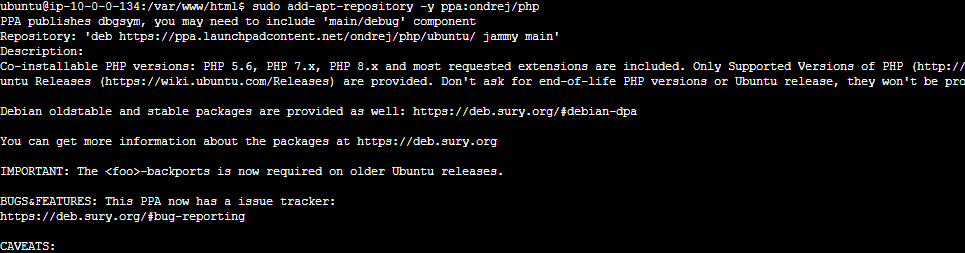 ubuntu@ip-10-0-0-134:/var/www/html$ sudo add-apt-repository -y ppa:ondrej/php
PPA publishes dbgsym, you may need to include 'main/debug' component
Repository: 'deb https://ppa.launchpadcontent.net/ondrej/php/ubuntu/ jammy main'
Description:
Co-installable PHP versions: PHP 5.6, PHP 7.x, PHP 8.x and most requested extensions are included. Only Supported Versions of PHP (http://
untu Releases (https://wiki.ubuntu.com/Releases) are provided. Don't ask for end-of-life PHP versions or Ubuntu release, they won't be pro
Debian oldstable and stable packages are provided as well: https://deb.sury.org/#debian-dpa
You can get more information about the packages at https://deb.sury.org
IMPORTANT: The <foo>-backports is now required on older Ubuntu releases.
BUGS&FEATURES: This PPA now has a issue tracker:
https://deb.sury.org/#bug-reporting
CAVEATS: